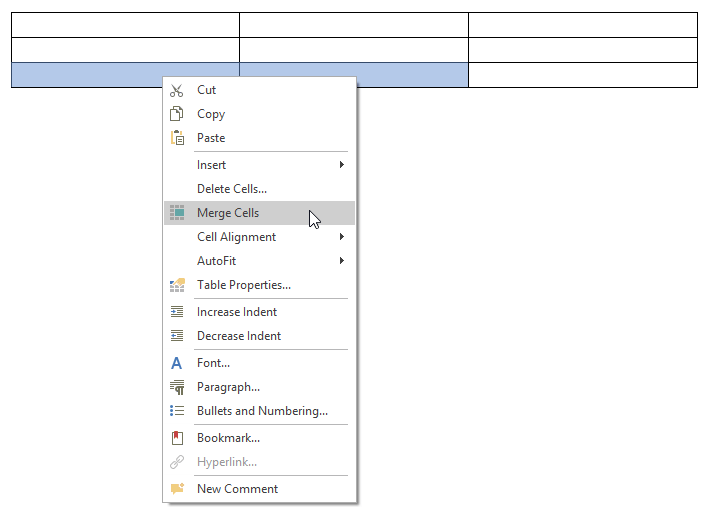 Cut
Copy
Paste
Insert
Delete Cells...
Merge Cells
Cell Alignment
AutoFit
Table Properties...
Increase Indent
Decrease Indent
Font...
Paragraph...
Bullets and Numbering...
Bookmark...
Hyperlink...
New Comment